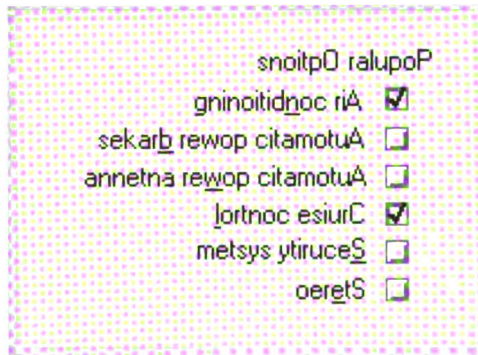 Popular Options
Air conditioning
Automatic power brakes
Automatic power antenna
Cruise control
Security system
Stereo